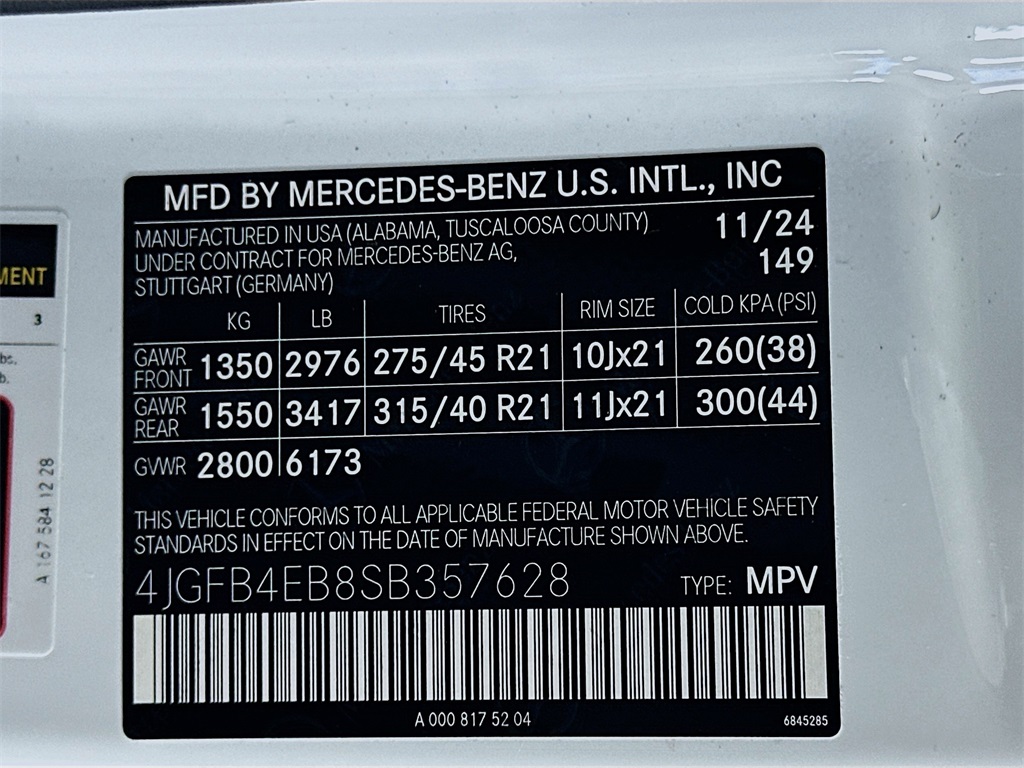 MFD BY MERCEDES-BENZ U.S. INTL., INC
MANUFACTURED IN USA (ALABAMA, TUSCALOOSA COUNTY) 11/24
UNDER CONTRACT FOR MERCEDES-BENZ AG, 149
STUTTGART (GERMANY)
KG LB TIRES RIM SIZE COLD KPA (PSI)
GAWR FRONT 1350 2976 275/45 R21 10Jx21 260(38)
GAWR REAR 1550 3417 315/40 R21 11Jx21 300(44)
GVWR 2800 6173
THIS VEHICLE CONFORMS TO ALL APPLICABLE FEDERAL MOTOR VEHICLE SAFETY
STANDARDS IN EFFECT ON THE DATE OF MANUFACTURE SHOWN ABOVE.
4JGFB4EB8SB357628 TYPE: MPV
A 000 817 52 04 6845285
MENT
3
bs.
b.
A 167 584 12 28